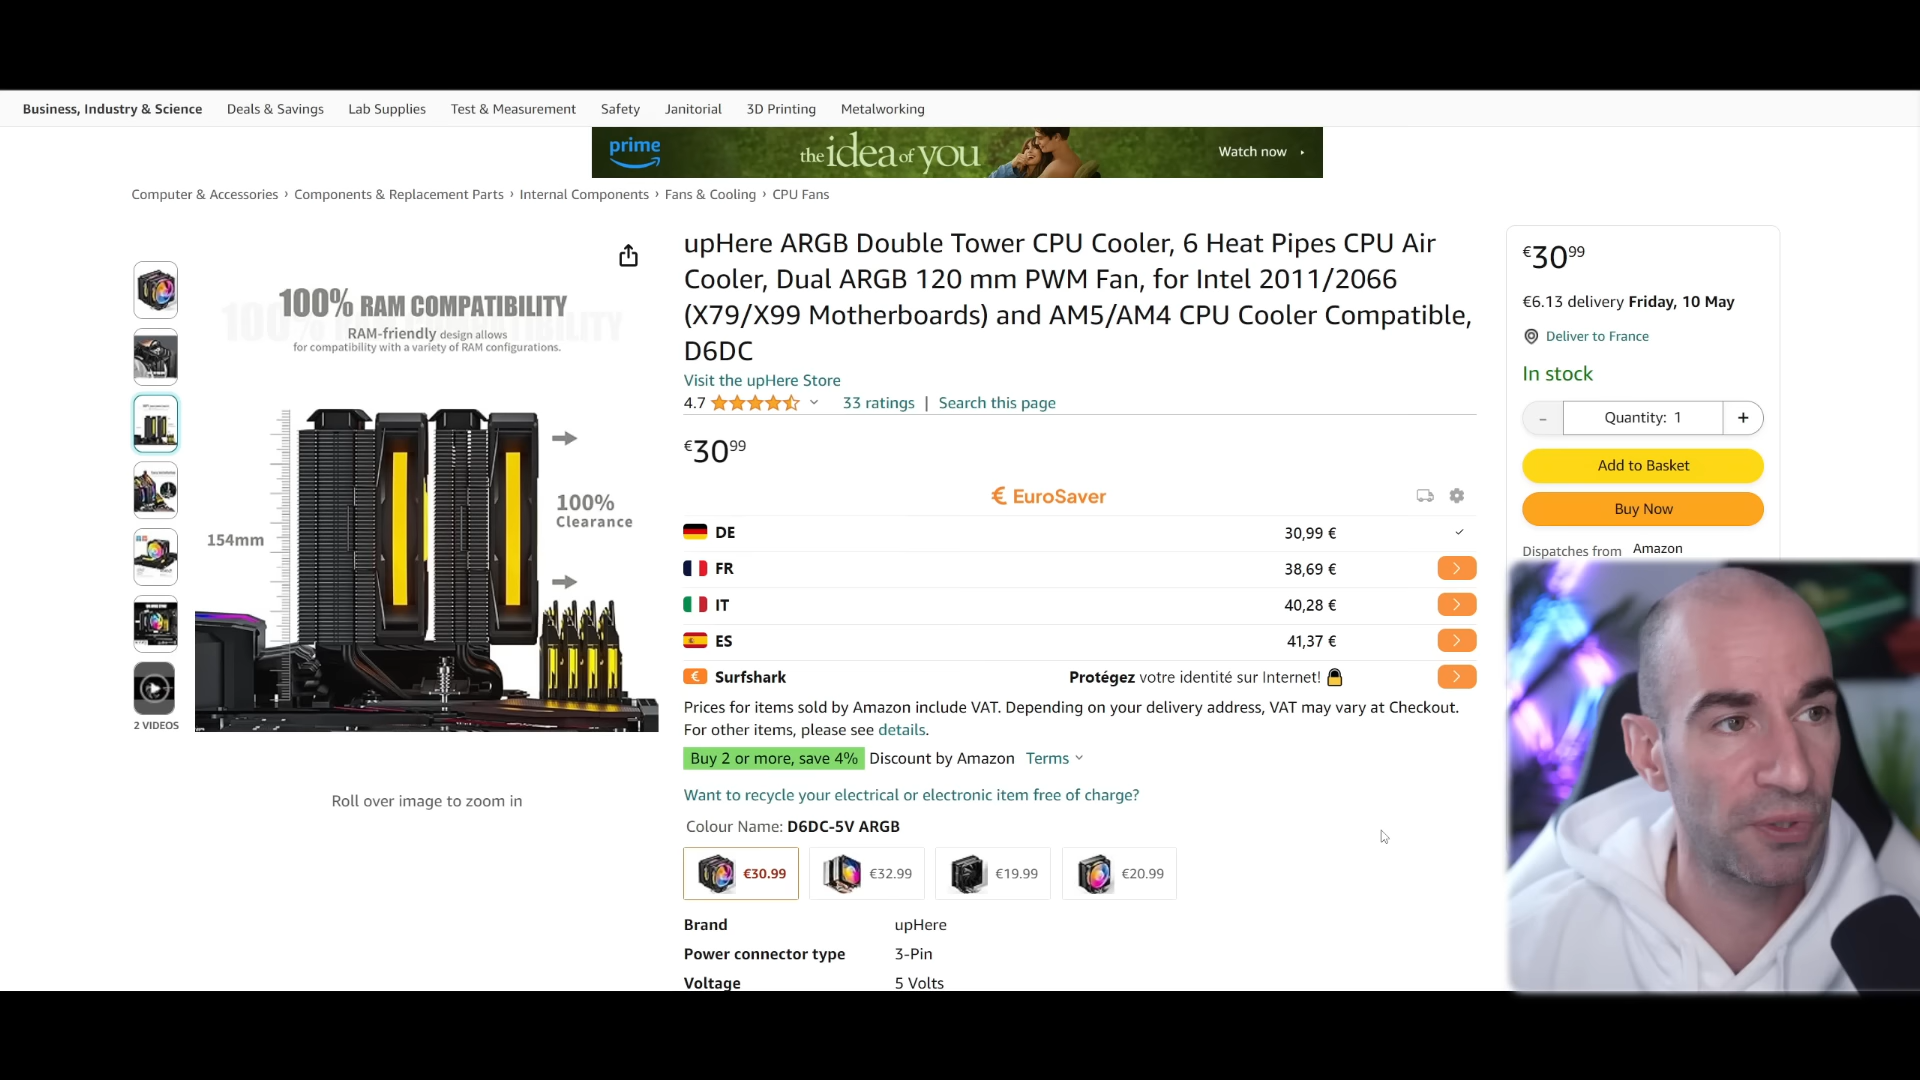 Business, Industry & Science Deals & Savings Lab Supplies Test & Measurement Safety Janitorial 3D Printing Metalworking
prime the idea of you Watch now
Computer & Accessories › Components & Replacement Parts › Internal Components › Fans & Cooling › CPU Fans
100% RAM COMPATIBILITY
RAM-friendly design allows
for compatibility with a variety of RAM configurations.
154mm
100%
Clearance
2 VIDEOS
Roll over image to zoom in
upHere ARGB Double Tower CPU Cooler, 6 Heat Pipes CPU Air
Cooler, Dual ARGB 120 mm PWM Fan, for Intel 2011/2066
(X79/X99 Motherboards) and AM5/AM4 CPU Cooler Compatible,
D6DC
Visit the upHere Store
4.7 33 ratings | Search this page
€3099
€ EuroSaver
DE 30,99 €
FR 38,69 €
IT 40,28 €
ES 41,37 €
€ Surfshark Protégez votre identité sur Internet!
Prices for items sold by Amazon include VAT. Depending on your delivery address, VAT may vary at Checkout.
For other items, please see details.
Buy 2 or more, save 4% Discount by Amazon Terms
Want to recycle your electrical or electronic item free of charge?
Colour Name: D6DC-5V ARGB
€30.99 €32.99 €19.99 €20.99
Brand upHere
Power connector type 3-Pin
Voltage 5 Volts
€3099
€6.13 delivery Friday, 10 May
Deliver to France
In stock
- Quantity: 1 +
Add to Basket
Buy Now
Dispatches from Amazon